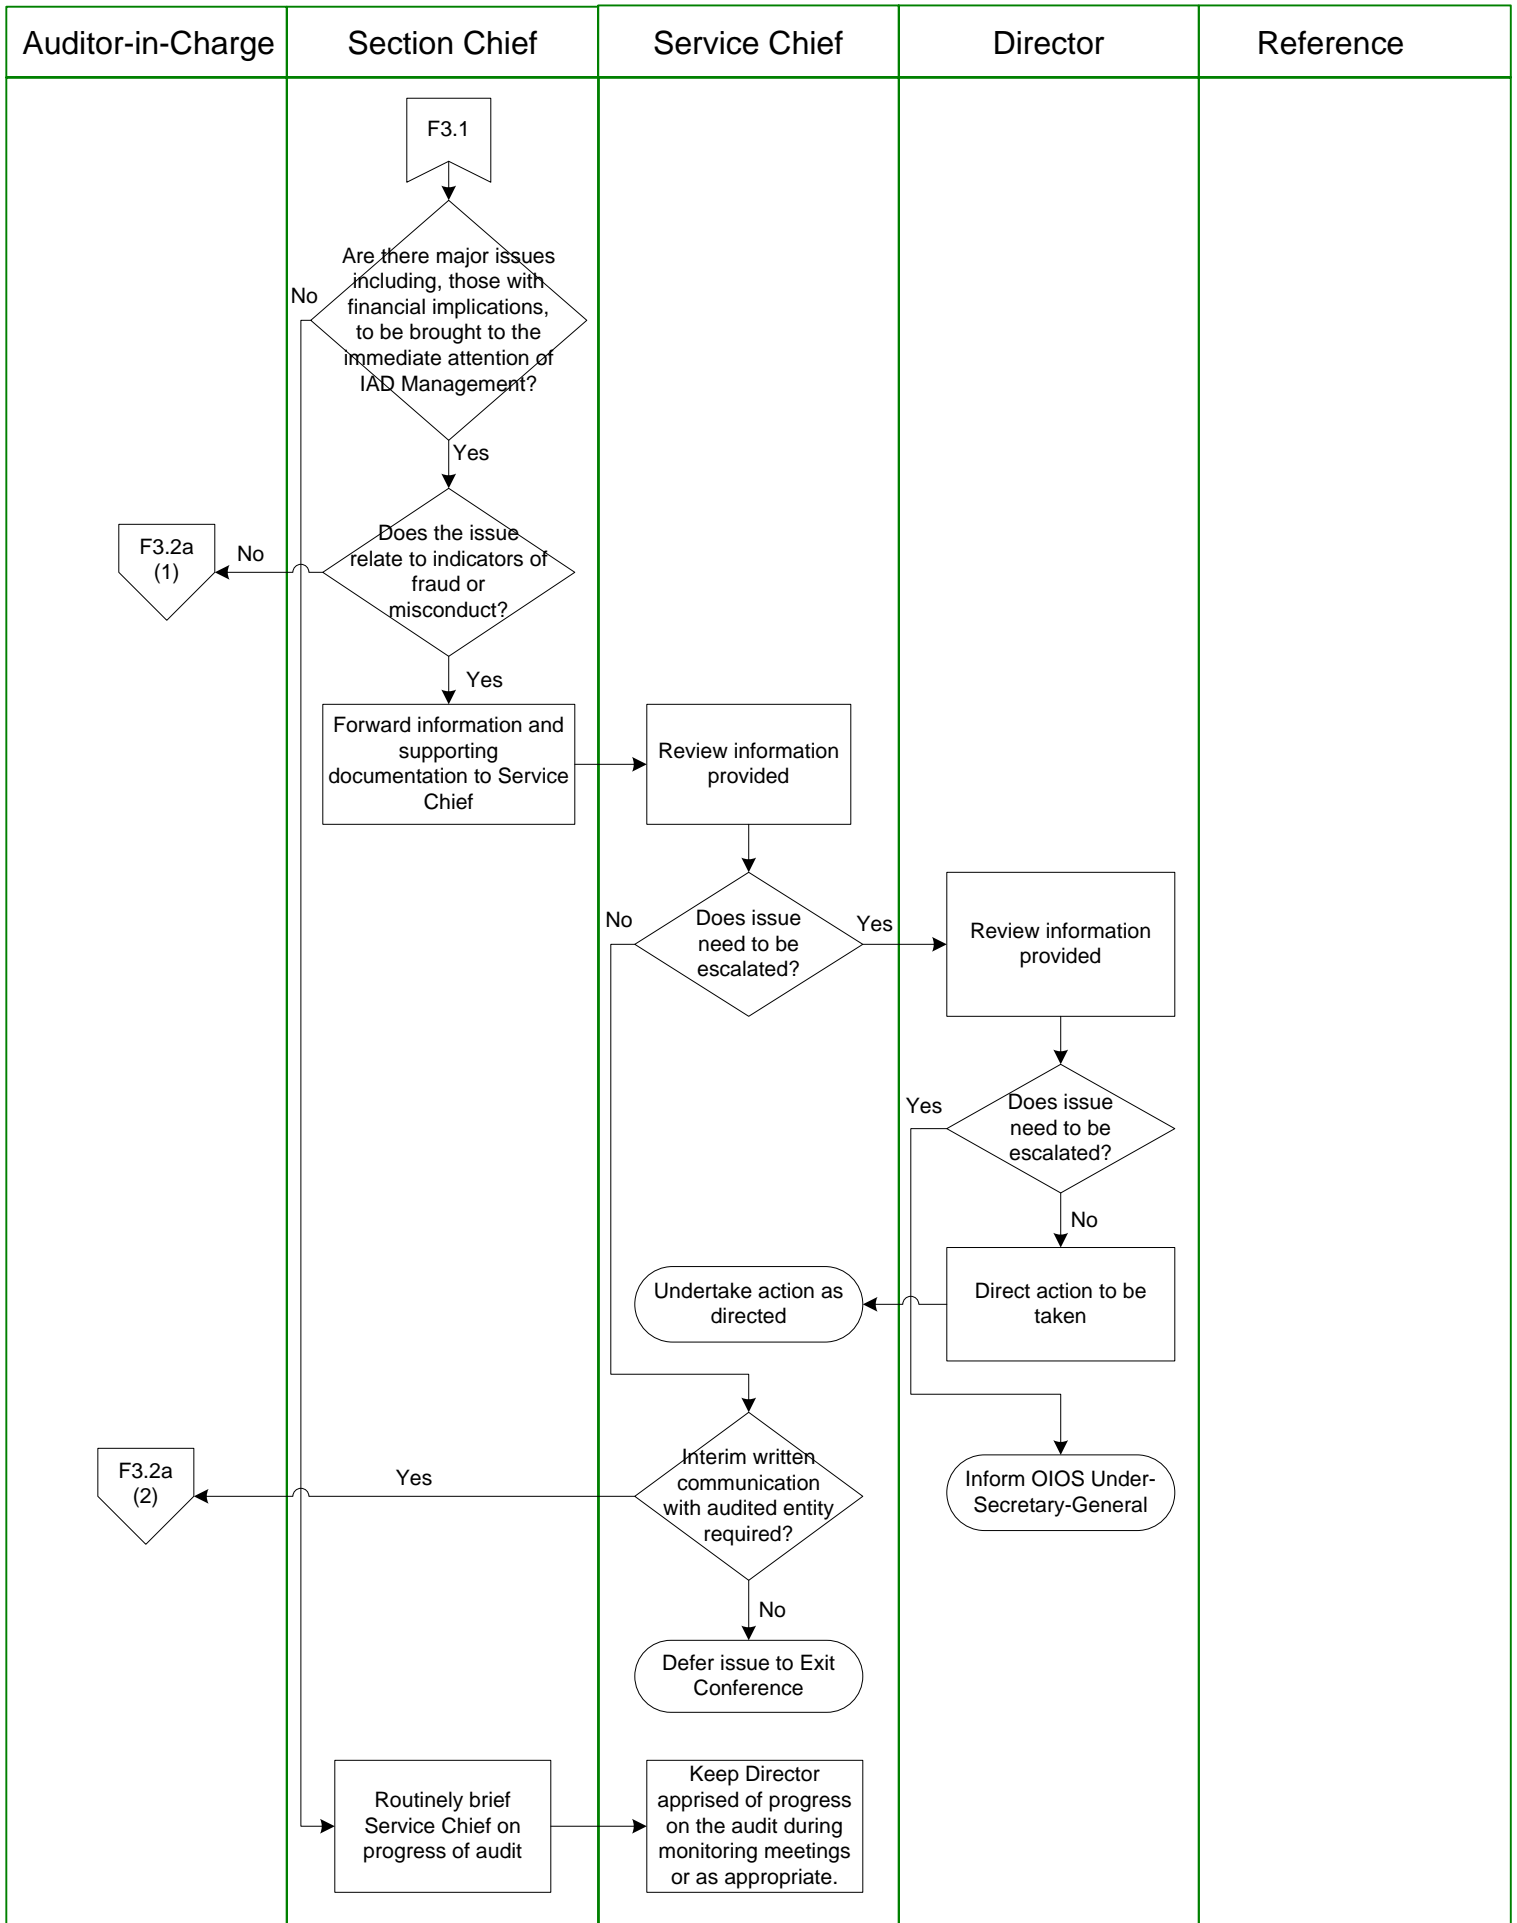 Auditor-in-Charge
Section Chief
Service Chief
Director
Reference
F3.1
Are there major issues
including, those with
financial implications,
to be brought to the
immediate attention of
IAD Management?
No
Yes
Does the issue
relate to indicators of
fraud or
misconduct?
No
F3.2a
(1)
Yes
Forward information and
supporting
documentation to Service
Chief
Review information
provided
Does issue
need to be
escalated?
No
Yes
Review information
provided
Does issue
need to be
escalated?
Yes
No
Direct action to be
taken
Undertake action as
directed
Inform OIOS Under-
Secretary-General
Interim written
communication
with audited entity
required?
Yes
F3.2a
(2)
No
Defer issue to Exit
Conference
Routinely brief
Service Chief on
progress of audit
Keep Director
apprised of progress
on the audit during
monitoring meetings
or as appropriate.